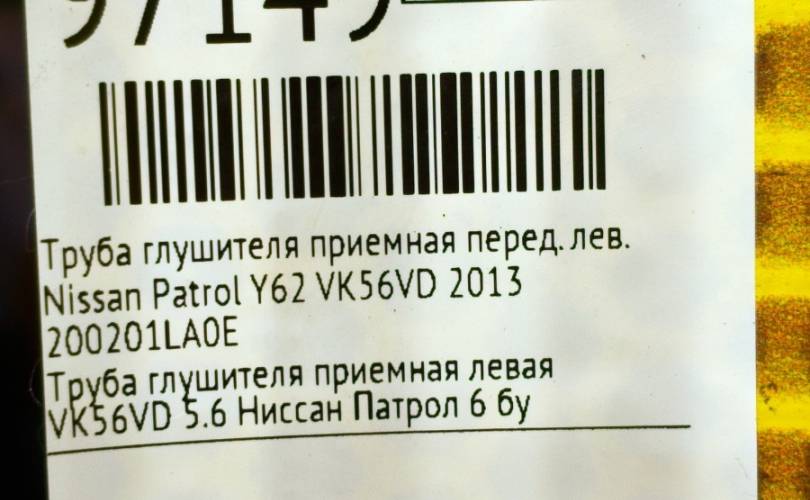 97149
Труба глушителя приемная перед. лев.
Nissan Patrol Y62 VK56VD 2013
200201LA0E
Труба глушителя приемная левая
VK56VD 5.6 Ниссан Патрол 6 бу